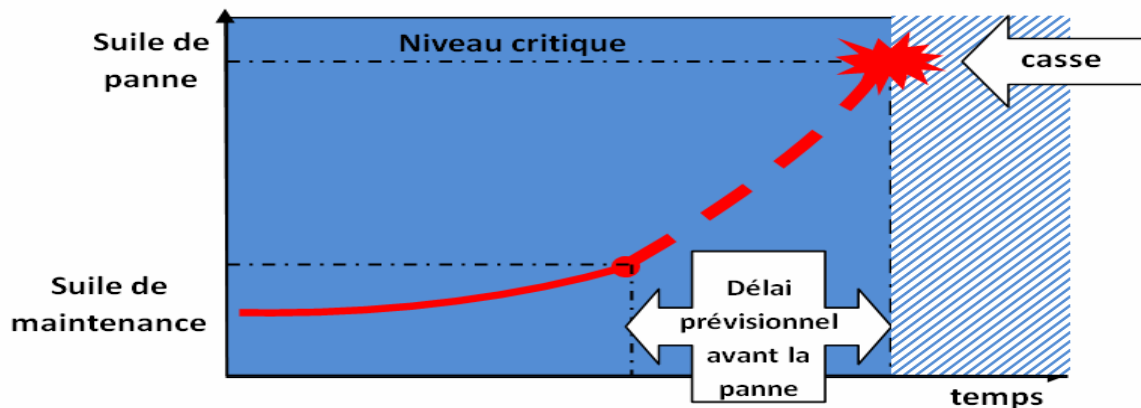 Suile de
panne
Niveau critique
casse
Suile de
maintenance
Délai
prévisionnel
avant la
panne
temps